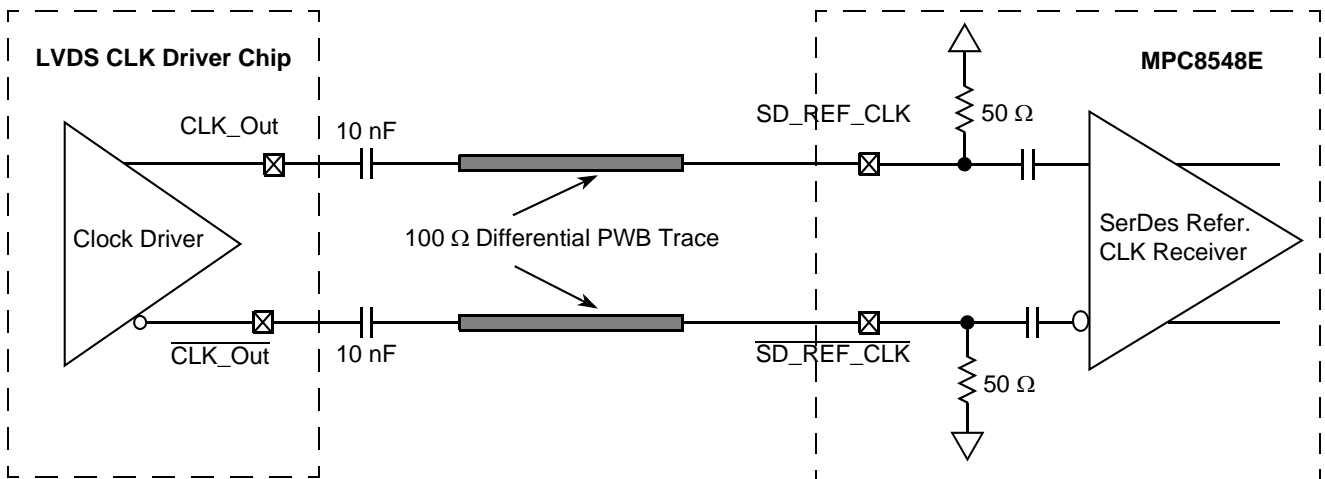 LVDS CLK Driver Chip
MPC8548E
CLK_Out
10 nF
SD_REF_CLK
50 Ω
Clock Driver
100 Ω Differential PWB Trace
SerDes Refer.
CLK Receiver
CLK_Out
10 nF
SD_REF_CLK
50 Ω